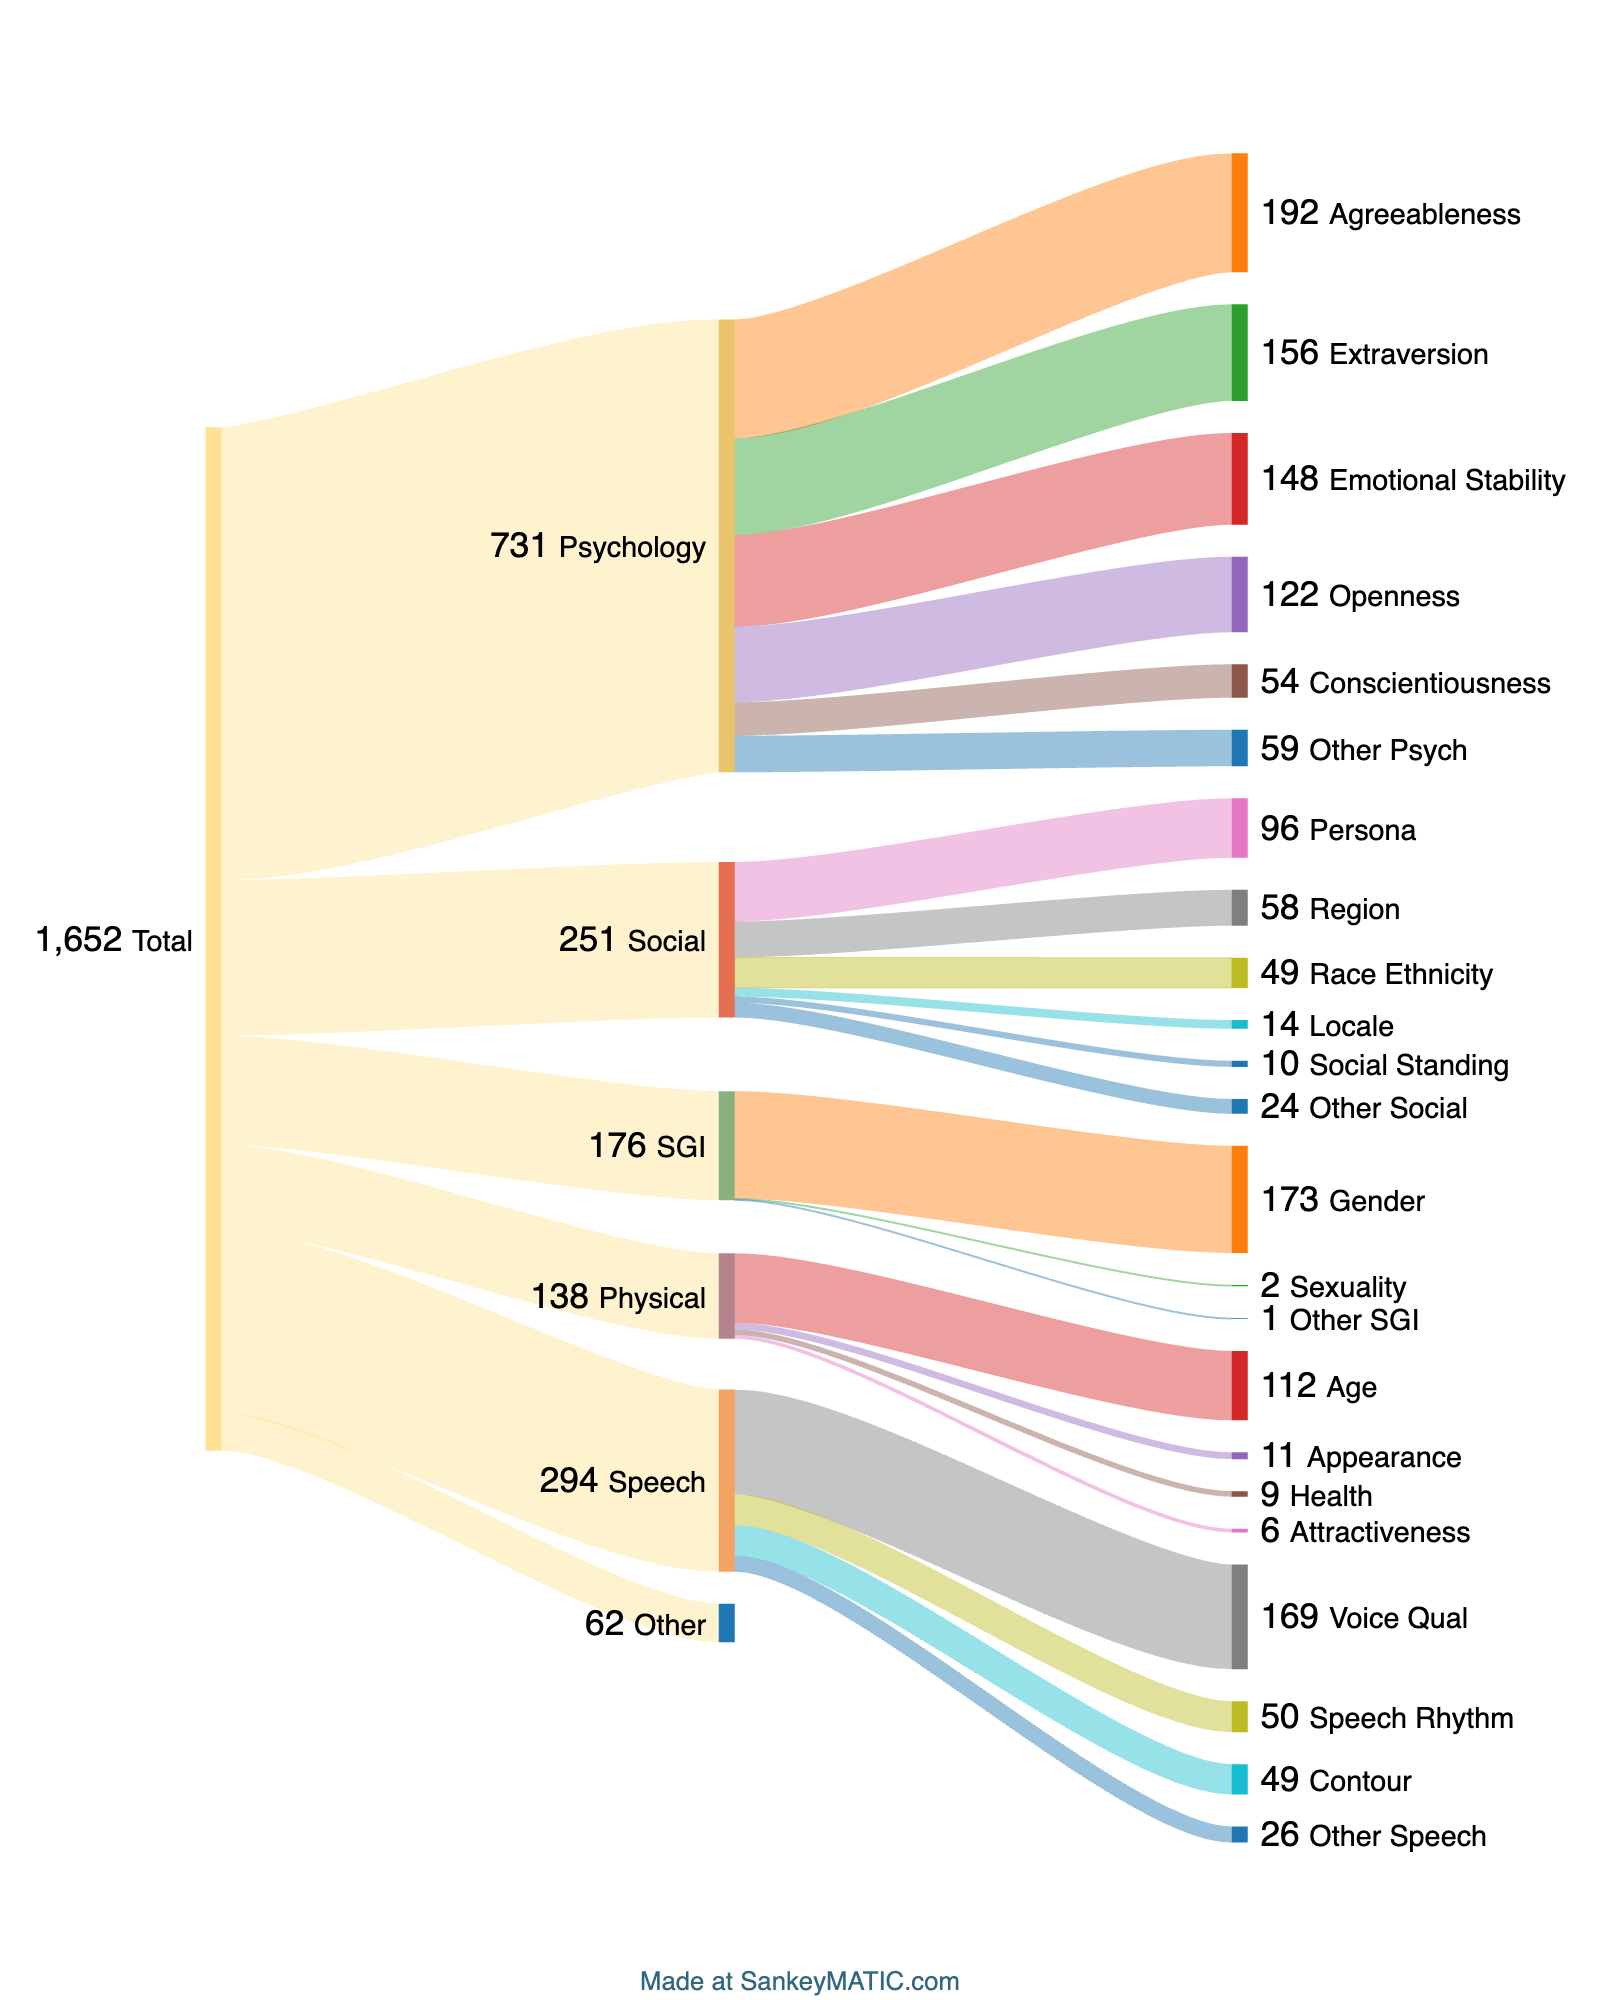 1,652 Total
731 Psychology
251 Social
176 SGI
138 Physical
294 Speech
62 Other
192 Agreeableness
156 Extraversion
148 Emotional Stability
122 Openness
54 Conscientiousness
59 Other Psych
96 Persona
58 Region
49 Race Ethnicity
14 Locale
10 Social Standing
24 Other Social
173 Gender
2 Sexuality
1 Other SGI
112 Age
11 Appearance
9 Health
6 Attractiveness
169 Voice Qual
50 Speech Rhythm
49 Contour
26 Other Speech
Made at SankeyMATIC.com